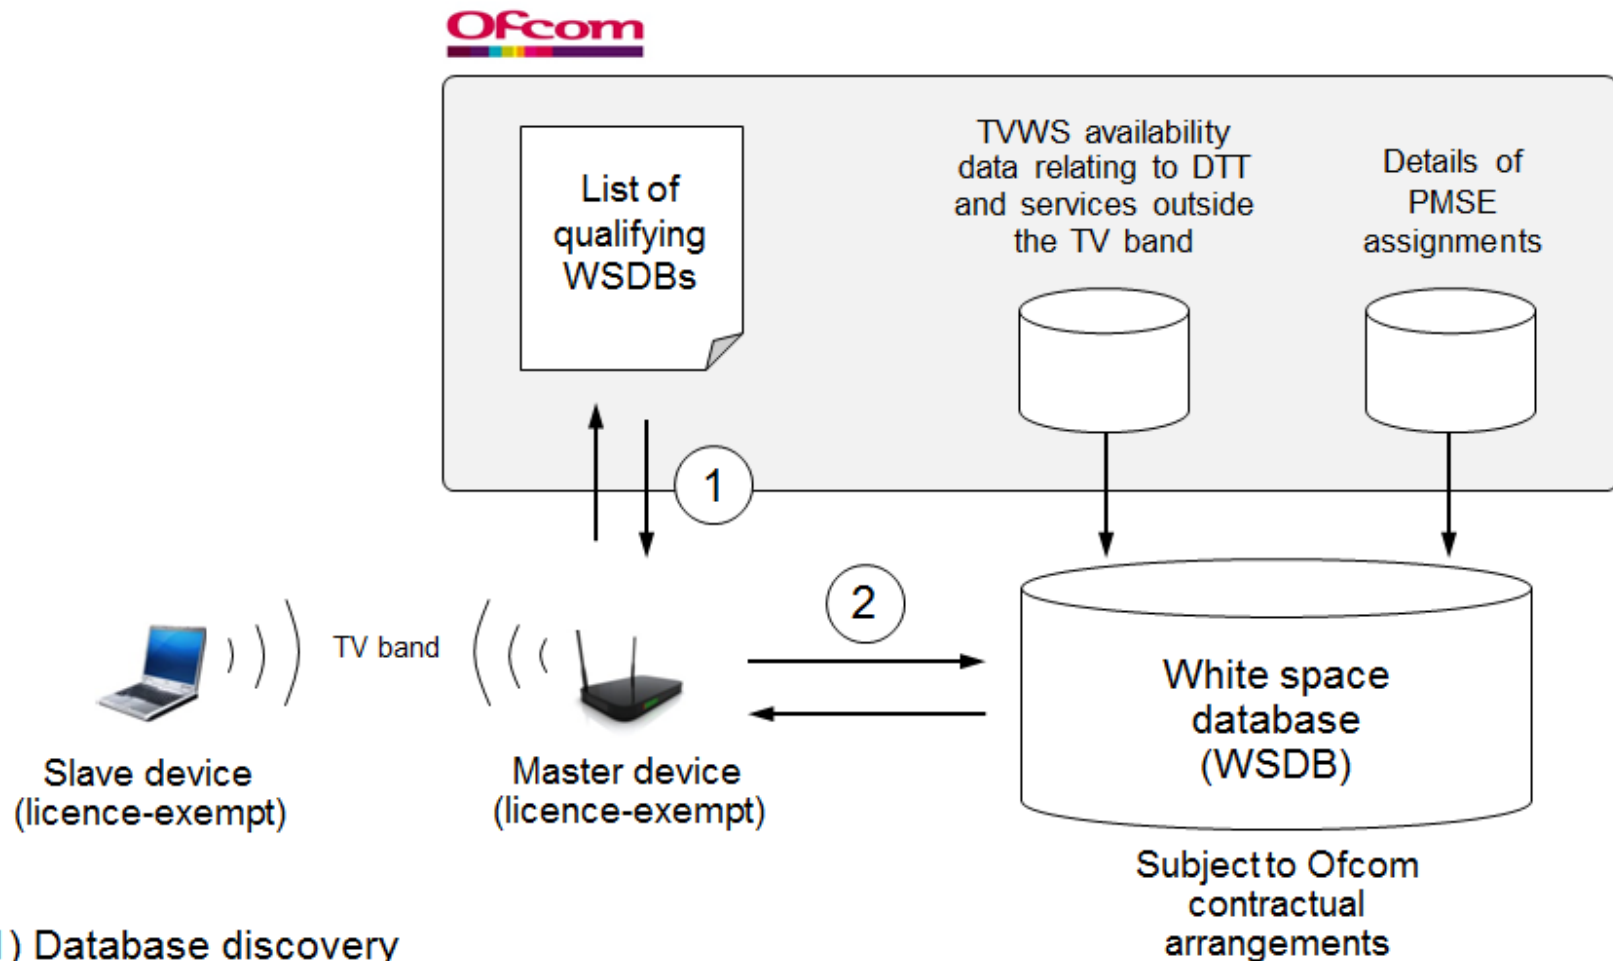 Ofcom
List of
qualifying
WSDBs
TVWS availability
data relating to DTT
and services outside
the TV band
Details of
PMSE
assignments
1
2
TV band
Slave device
(licence-exempt)
Master device
(licence-exempt)
White space
database
(WSDB)
Subject to Ofcom
contractual
arrangements
) Database discovery